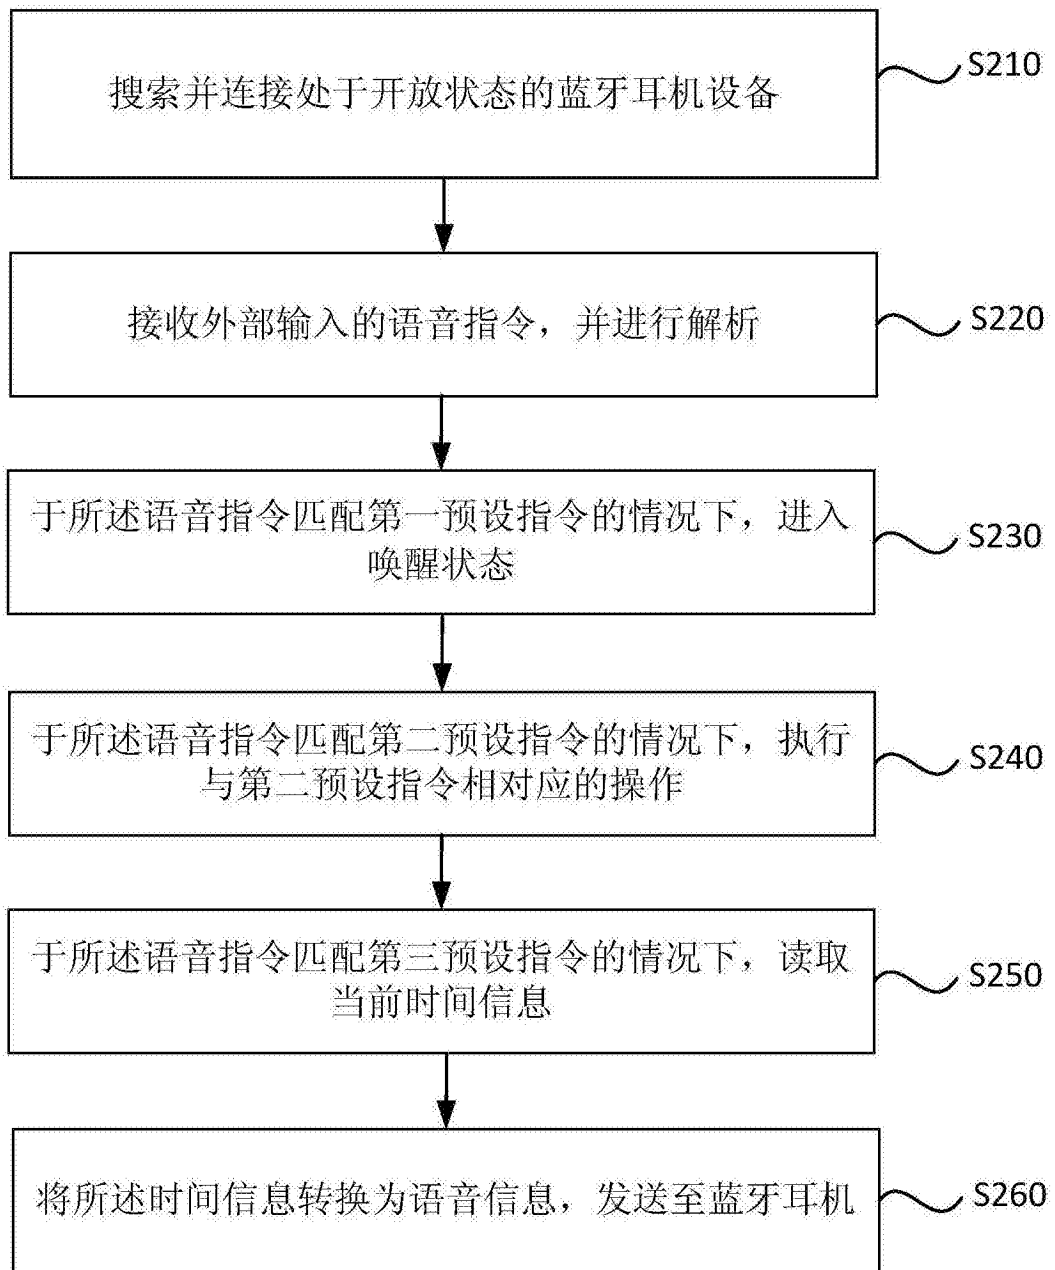 搜索并连接处于开放状态的蓝牙耳机设备
S210
接收外部输入的语音指令，并进行解析
S220
于所述语音指令匹配第一预设指令的情况下，进入
唤醒状态
S230
于所述语音指令匹配第二预设指令的情况下，执行
与第二预设指令相对应的操作
S240
于所述语音指令匹配第三预设指令的情况下，读取
当前时间信息
S250
将所述时间信息转换为语音信息，发送至蓝牙耳机
S260